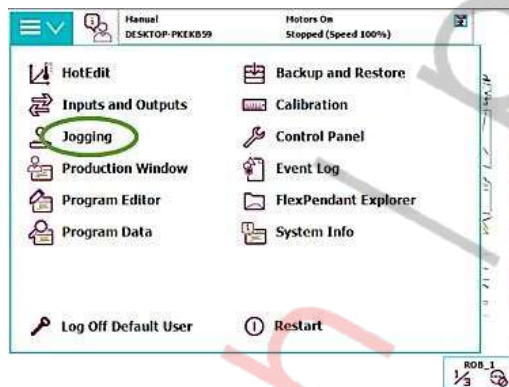 Manual
DESKTOP-PKEKB59
Motors On
Stopped (Speed 100%)
HotEdit
Backup and Restore
Inputs and Outputs
Calibration
Jogging
Control Panel
Production Window
Event Log
Program Editor
FlexPendant Explorer
Program Data
System Info
Log Off Default User
Restart
ROB_1
1/3